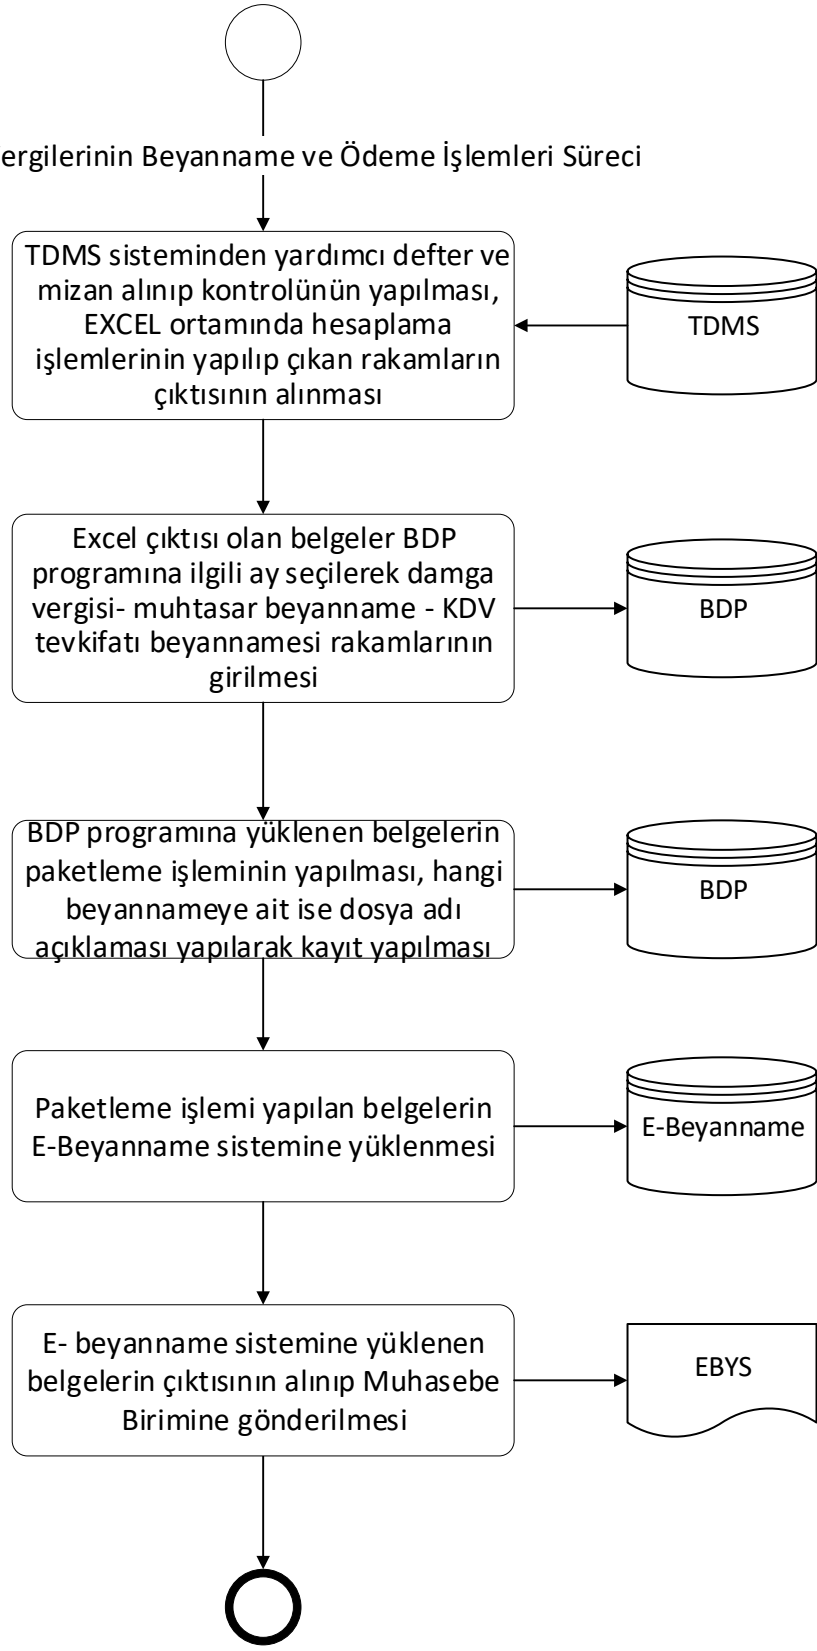 ergilerinin Beyanname ve Ödeme İşlemleri Süreci
TDMS sisteminden yardımcı defter ve
mizan alınıp kontrolünün yapılması,
EXCEL ortamında hesaplama
işlemlerinin yapılıp çıkan rakamların
çıktısının alınması
TDMS
Excel çıktısı olan belgeler BDP
programına ilgili ay seçilerek damga
vergisi- muhtasar beyanname - KDV
tevkifatı beyannamesi rakamlarının
girilmesi
BDP
BDP programına yüklenen belgelerin
paketleme işleminin yapılması, hangi
beyannameye ait ise dosya adı
açıklaması yapılarak kayıt yapılması
BDP
Paketleme işlemi yapılan belgelerin
E-Beyanname sistemine yüklenmesi
E-Beyanname
E- beyanname sistemine yüklenen
belgelerin çıktısının alınıp Muhasebe
Birimine gönderilmesi
EBYS